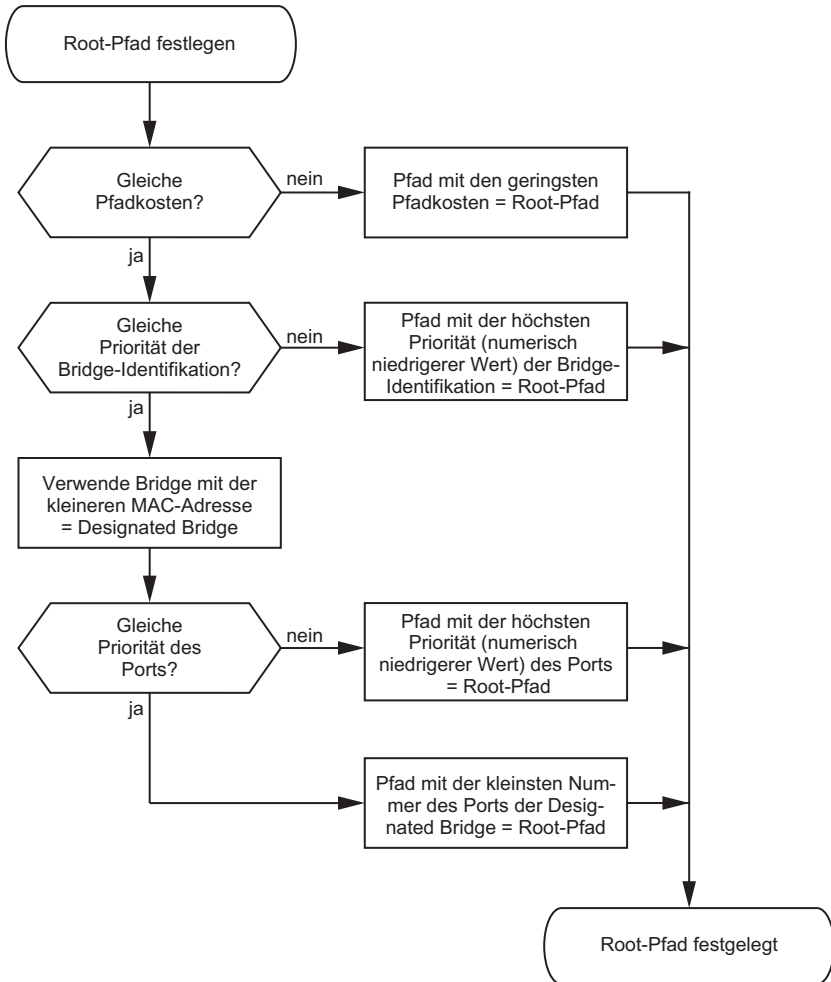 Root-Pfad festlegen
Gleiche
Pfadkosten?
nein
Pfad mit den geringsten
Pfadkosten = Root-Pfad
ja
Gleiche
Priorität der
Bridge-Identifikation?
nein
Pfad mit der höchsten
Priorität (numerisch
niedrigerer Wert) der Bridge-
Identifikation = Root-Pfad
ja
Verwende Bridge mit der
kleineren MAC-Adresse
= Designated Bridge
Gleiche
Priorität des
Ports?
nein
Pfad mit der höchsten
Priorität (numerisch
niedrigerer Wert) des Ports
= Root-Pfad
ja
Pfad mit der kleinsten Num-
mer des Ports der Desig-
nated Bridge = Root-Pfad
Root-Pfad festgelegt